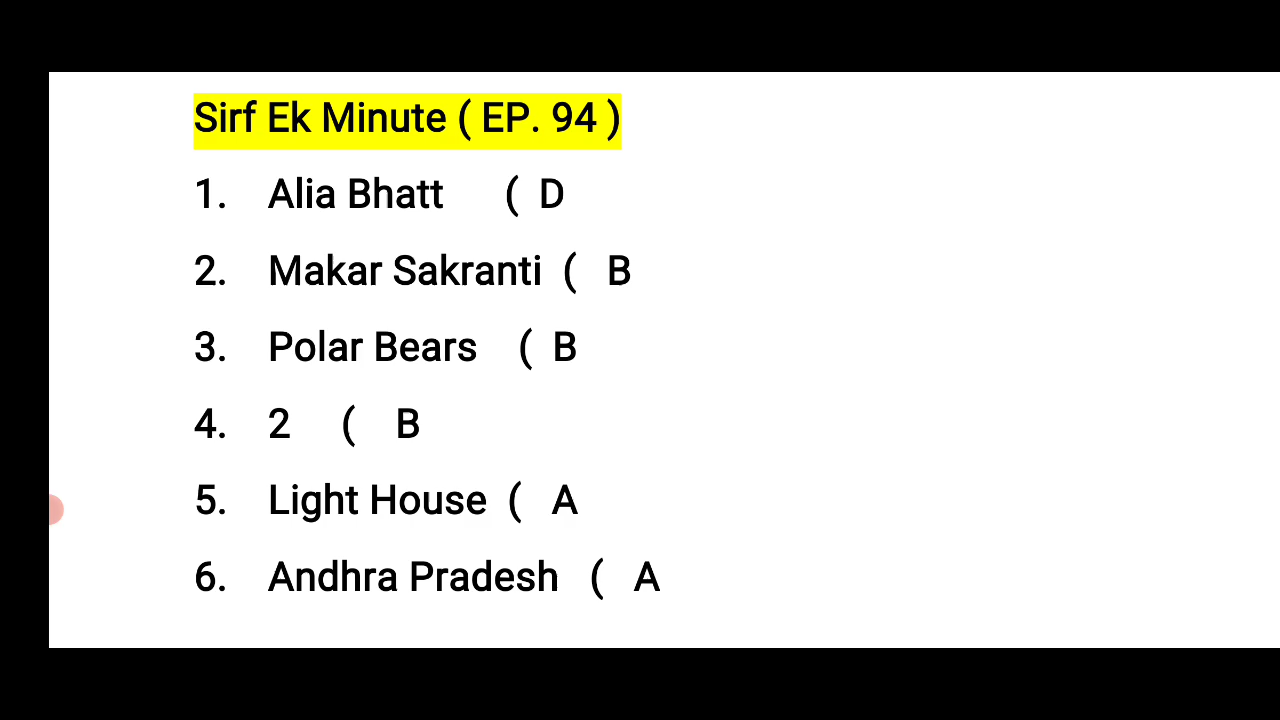 Sirf Ek Minute ( EP. 94 )
1. Alia Bhatt ( D
2. Makar Sakranti ( B
3. Polar Bears ( B
4. 2 ( B
5. Light House ( A
6. Andhra Pradesh ( A